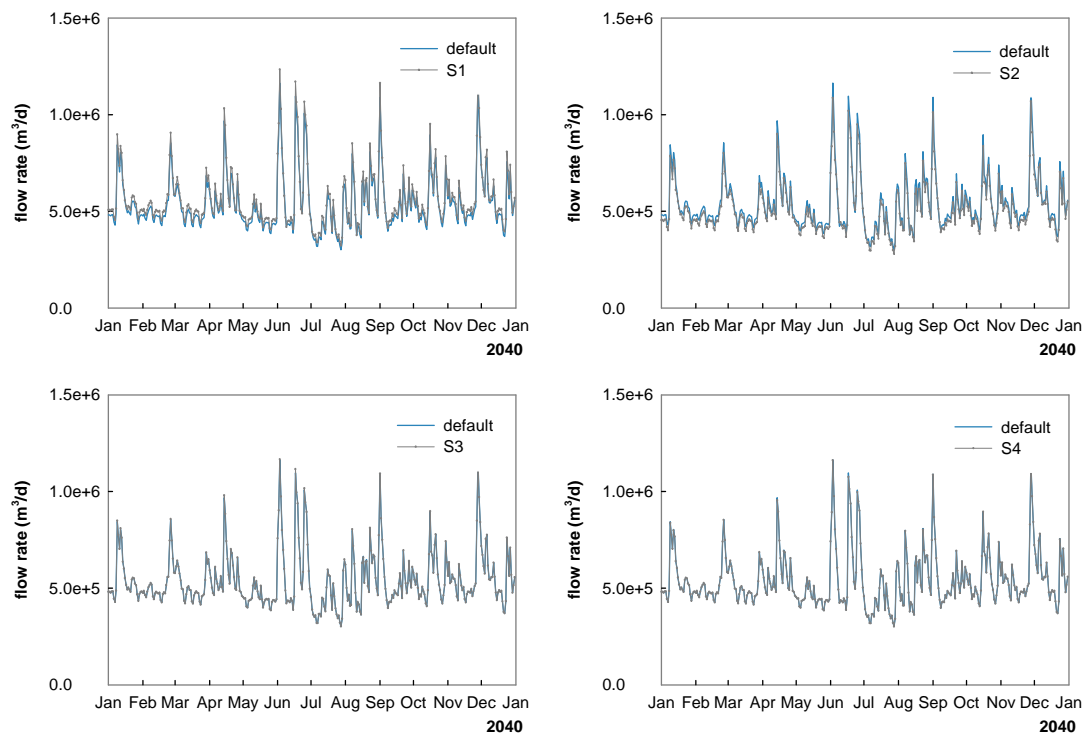 1.5e+6
default
S1
1.0e+6
flow rate (m³/d)
5.0e+5
0.0
Jan Feb Mar Apr May Jun Jul Aug Sep Oct Nov Dec Jan
2040
1.5e+6
default
S2
1.0e+6
flow rate (m³/d)
5.0e+5
0.0
Jan Feb Mar Apr May Jun Jul Aug Sep Oct Nov Dec Jan
2040
1.5e+6
default
S3
1.0e+6
flow rate (m³/d)
5.0e+5
0.0
Jan Feb Mar Apr May Jun Jul Aug Sep Oct Nov Dec Jan
2040
1.5e+6
default
S4
1.0e+6
flow rate (m³/d)
5.0e+5
0.0
Jan Feb Mar Apr May Jun Jul Aug Sep Oct Nov Dec Jan
2040